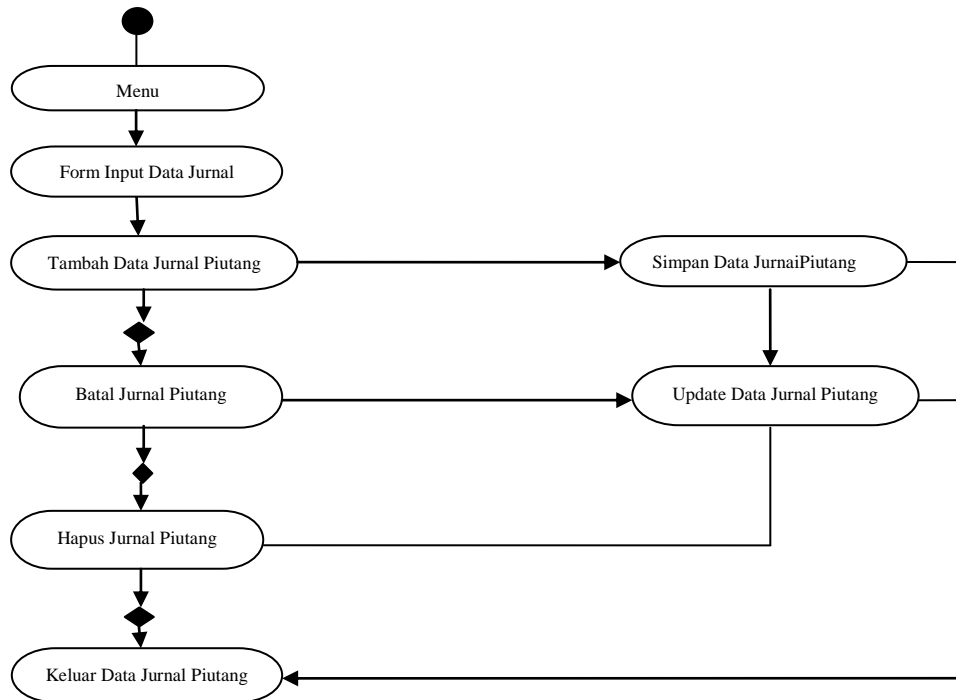 Menu
Form Input Data Jurnal
Tambah Data Jurnal Piutang
Simpan Data JurnaiPiutang
Batal Jurnal Piutang
Update Data Jurnal Piutang
Hapus Jurnal Piutang
Keluar Data Jurnal Piutang